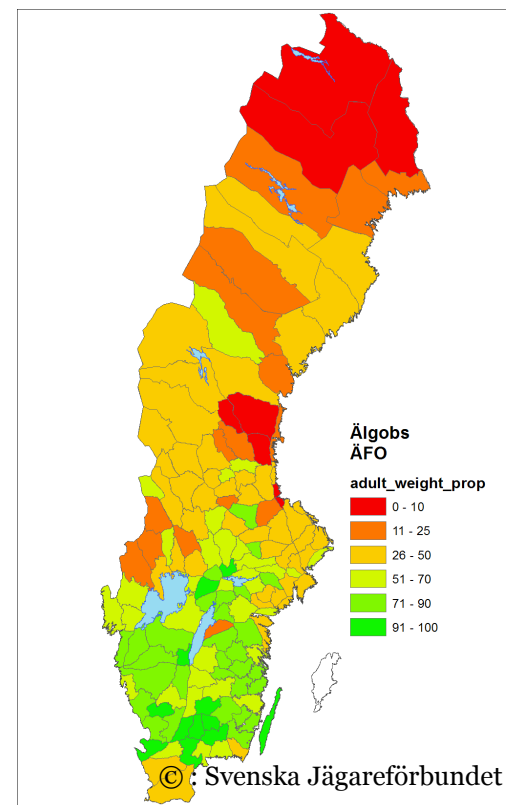 Älgobs
ÄFO
adult_weight_prop
0 - 10
11 - 25
26 - 50
51 - 70
71 - 90
91 - 100
© : Svenska Jägareförbundet